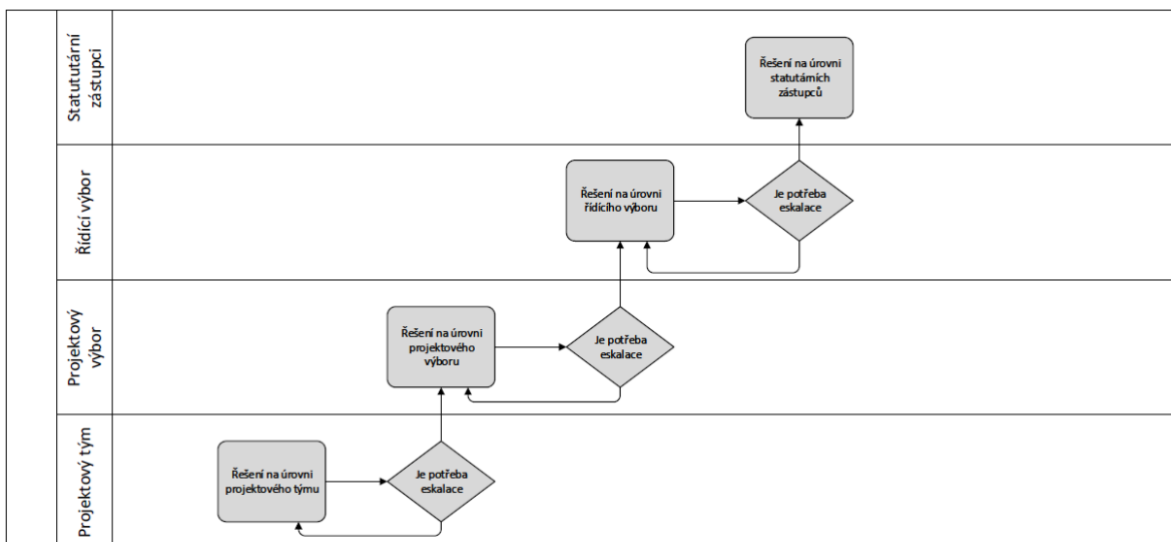 Statututární
zástupci
Řešení na úrovni
statutárních
zástupců
Řídící výbor
Řešení na úrovni
řídícího výboru
Je potřeba
eskalace
Projektový
výbor
Řešení na úrovni
projektového
výboru
Je potřeba
eskalace
Projektový tým
Řešení na úrovni
projektového týmu
Je potřeba
eskalace